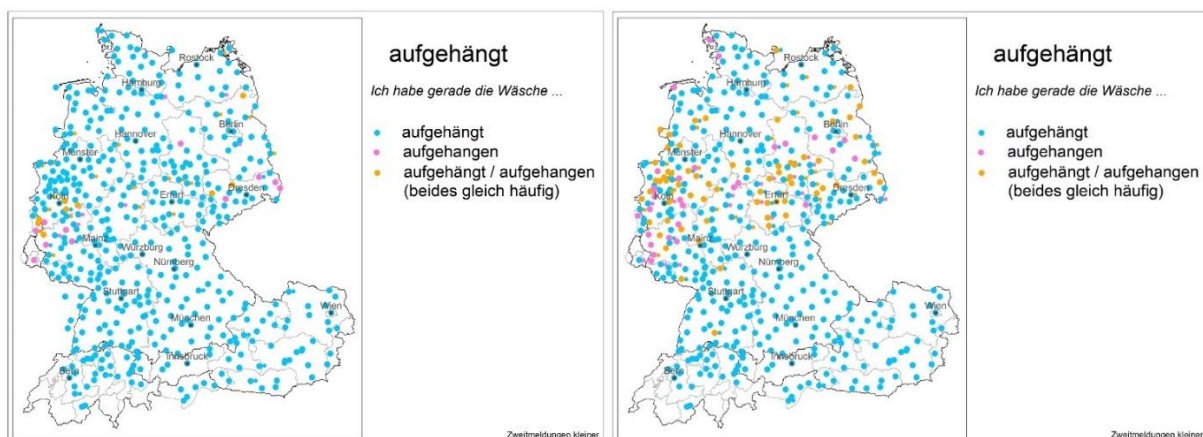 aufgehängt
Ich habe gerade die Wäsche ...
aufgehängt
aufgehangen
aufgehängt / aufgehangen
(beides gleich häufig)
Rostock
Hamburg
Berlin
Hannover
Münster
Köln
Erfurt
Dresden
Mainz
Würzburg
Nürnberg
Stuttgart
München
Wien
Innsbruck
Bern
Zweitmeldungen kleiner
aufgehängt
Ich habe gerade die Wäsche ...
aufgehängt
aufgehangen
aufgehängt / aufgehangen
(beides gleich häufig)
Rostock
Hamburg
Berlin
Hannover
Münster
Köln
Erfurt
Dresden
Mainz
Würzburg
Nürnberg
Stuttgart
München
Wien
Innsbruck
Bern
Zweitmeldungen kleiner